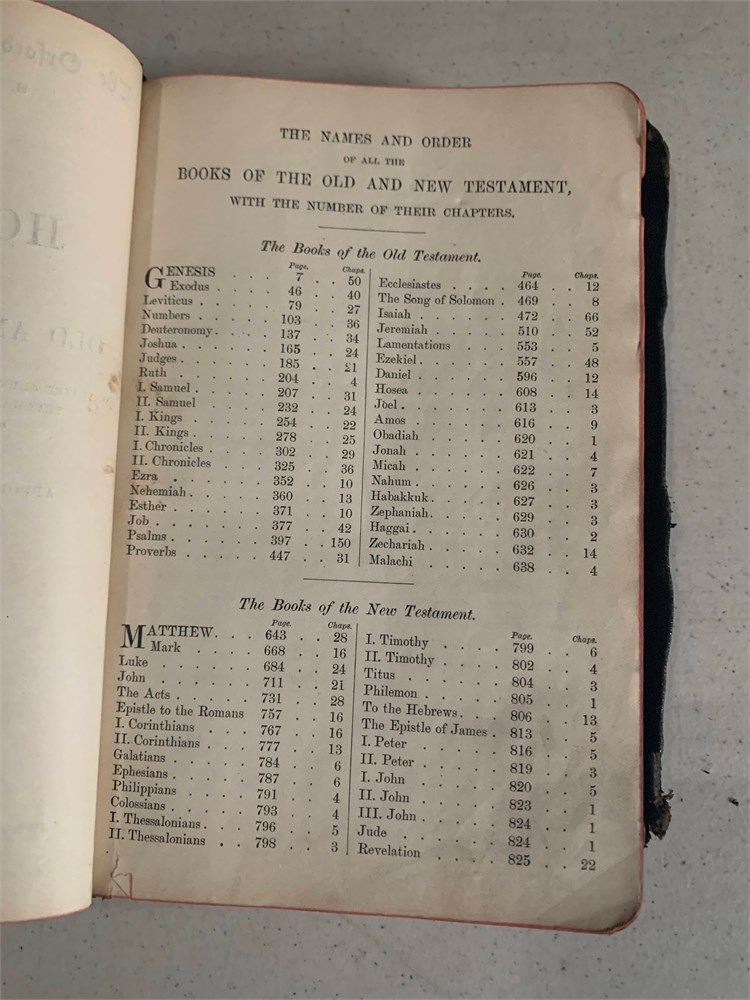 THE NAMES AND ORDER
OF ALL THE
BOOKS OF THE OLD AND NEW TESTAMENT,
WITH THE NUMBER OF THEIR CHAPTERS.
The Books of the Old Testament.
Page. Chaps.
GENESIS . . . 7 . . 50
Exodus . . . . 46 . . 40
Leviticus . . . . . 79 . . 27
Numbers . . . . . 103 . . 36
Deuteronomy . . . . 137 . . 34
Joshua . . . . . . 165 . . 24
Judges . . . . . . 185 . . 21
Ruth . . . . . . 204 . . 4
I. Samuel . . . . . 207 . . 31
II. Samuel . . . . 232 . . 24
I. Kings . . . . . 254 . . 22
II. Kings . . . . . 278 . . 25
I. Chronicles . . . . 302 . . 29
II. Chronicles . . . 325 . . 36
Ezra . . . . . . 352 . . 10
Nehemiah . . . . . 360 . . 13
Esther . . . . . . 371 . . 10
Job . . . . . . . 377 . . 42
Psalms . . . . . . 397 . . 150
Proverbs . . . . . 447 . . 31
Page. Chaps.
Ecclesiastes . . . . 464 . . 12
The Song of Solomon . 469 . . 8
Isaiah . . . . . . 472 . . 66
Jeremiah . . . . . 510 . . 52
Lamentations . . . . 553 . . 5
Ezekiel . . . . . . 557 . . 48
Daniel . . . . . . 596 . . 12
Hosea . . . . . . 608 . . 14
Joel . . . . . . . 613 . . 3
Amos . . . . . . 616 . . 9
Obadiah . . . . . 620 . . 1
Jonah . . . . . . 621 . . 4
Micah . . . . . . 622 . . 7
Nahum . . . . . . 626 . . 3
Habakkuk . . . . . 627 . . 3
Zephaniah . . . . . 629 . . 3
Haggai . . . . . . 630 . . 2
Zechariah . . . . . 632 . . 14
Malachi . . . . . 638 . . 4
The Books of the New Testament.
Page. Chaps.
MATTHEW . . . 643 . . 28
Mark . . . . 668 . . 16
Luke . . . . . . 684 . . 24
John . . . . . . 711 . . 21
The Acts . . . . . 731 . . 28
Epistle to the Romans 757 . . 16
I. Corinthians . . . 767 . . 16
II. Corinthians . . . 777 . . 13
Galatians . . . . . 784 . . 6
Ephesians . . . . . 787 . . 6
Philippians . . . . 791 . . 4
Colossians . . . . . 793 . . 4
I. Thessalonians . . . 796 . . 5
II. Thessalonians . . 798 . . 3
Page. Chaps.
I. Timothy . . . . 799 . . 6
II. Timothy . . . . 802 . . 4
Titus . . . . . . 804 . . 3
Philemon . . . . . 805 . . 1
To the Hebrews . . . 806 . . 13
The Epistle of James . 813 . . 5
I. Peter . . . . . 816 . . 5
II. Peter . . . . . 819 . . 3
I. John . . . . . 820 . . 5
II. John . . . . . 823 . . 1
III. John . . . . . 824 . . 1
Jude . . . . . . 824 . . 1
Revelation . . . . 825 . . 22